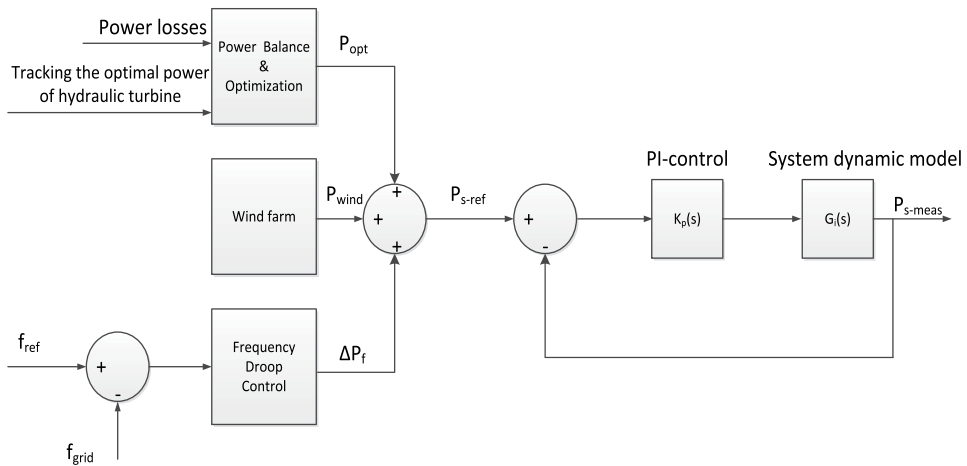 Power losses
Tracking the optimal power
of hydraulic turbine
Power Balance
&
Optimization
Popt
Wind farm
Pwind
+
+
+
Ps-ref
+
-
PI-control
Kp(s)
System dynamic model
Gi(s)
Ps-meas
fref
+
-
fgrid
Frequency
Droop
Control
ΔPf